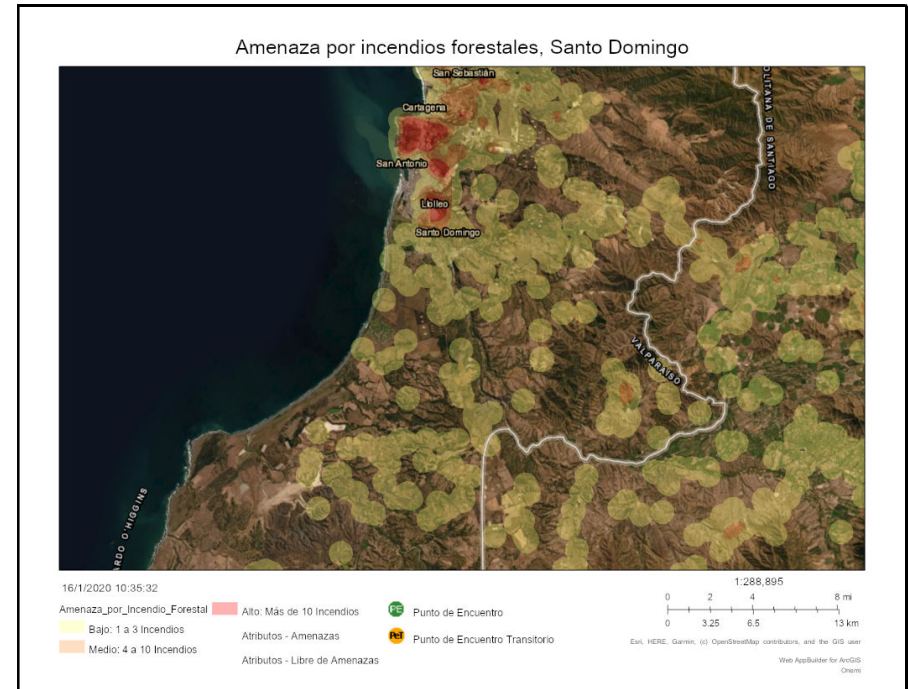 Amenaza por incendios forestales, Santo Domingo
San Sebastián
OLITANA DE SANTIAGO
Cartagena
San Antonio
Llolleo
Santo Domingo
VALPARAÍSO
ARDO O'HIGGINS
16/1/2020 10:35:32
Amenaza_por_Incendio_Forestal
Bajo: 1 a 3 Incendios
Medio: 4 a 10 Incendios
Alto: Más de 10 Incendios
Atributos - Amenazas
Atributos - Libre de Amenazas
PE Punto de Encuentro
PeT Punto de Encuentro Transitorio
1:288,895
0 2 4 8 mi
0 3.25 6.5 13 km
Esri, HERE, Garmin, (c) OpenStreetMap contributors, and the GIS user
Web AppBuilder for ArcGIS
Onemi